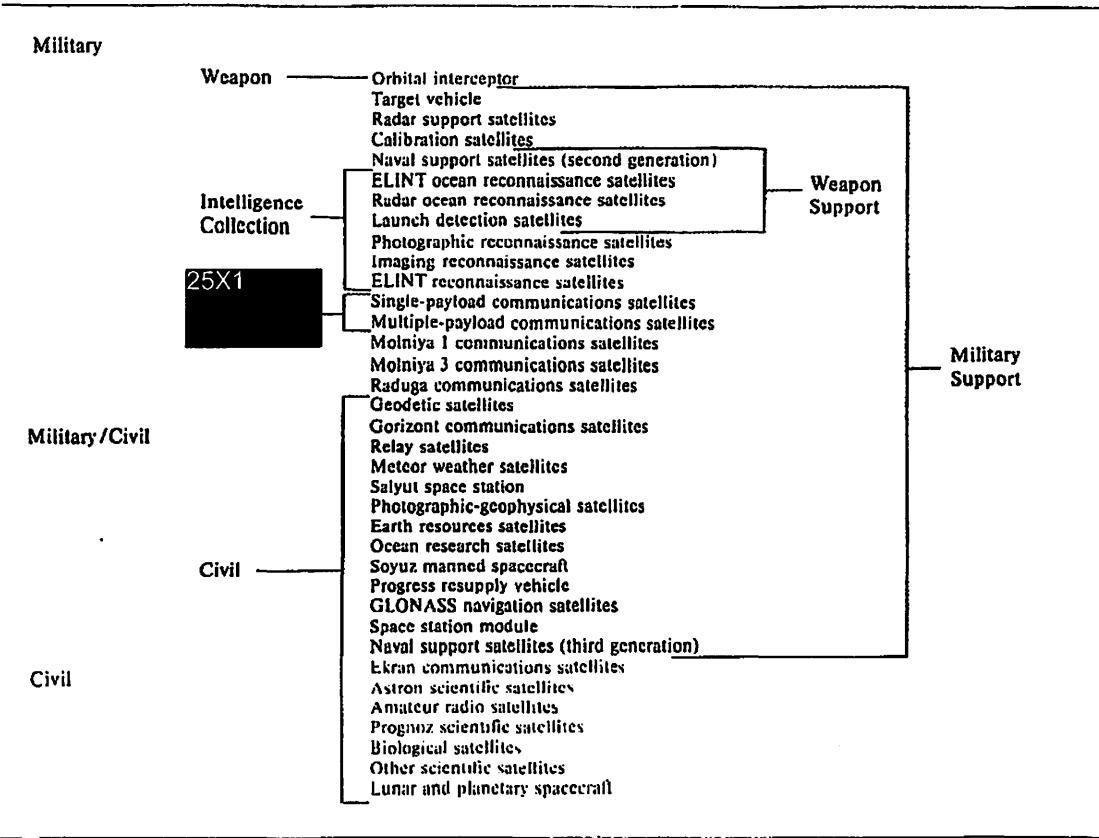 Military
Weapon
Orbital interceptor
Target vehicle
Radar support satellites
Calibration satellites
Naval support satellites (second generation)
ELINT ocean reconnaissance satellites
Radar ocean reconnaissance satellites
Launch detection satellites
Photographic reconnaissance satellites
Imaging reconnaissance satellites
ELINT reconnaissance satellites
Single-payload communications satellites
Multiple-payload communications satellites
Molniya 1 communications satellites
Molniya 3 communications satellites
Raduga communications satellites
Geodetic satellites
Gorizont communications satellites
Relay satellites
Meteor weather satellites
Salyut space station
Photographic-geophysical satellites
Earth resources satellites
Ocean research satellites
Soyuz manned spacecraft
Progress resupply vehicle
GLONASS navigation satellites
Space station module
Naval support satellites (third generation)
Ekran communications satellites
Astron scientific satellites
Amateur radio satellites
Prognoz scientific satellites
Biological satellites
Other scientific satellites
Lunar and planetary spacecraft
Intelligence
Collection
25X1
Military/Civil
Civil
Civil
Weapon
Support
Military
Support